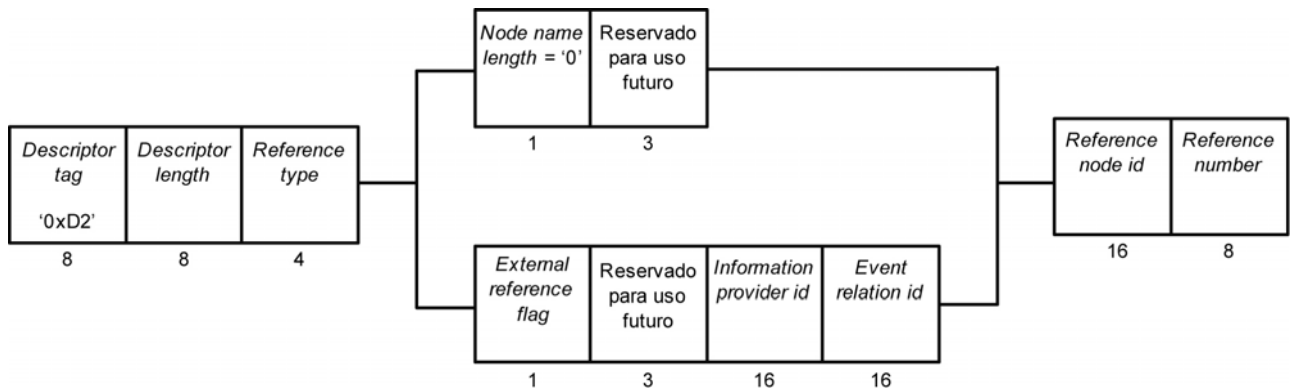 Node name
length = ‘0’
Reservado
para uso
futuro
1
3
Descriptor
tag
‘0xD2’
Descriptor
length
Reference
type
8
8
4
External
reference
flag
Reservado
para uso
futuro
Information
provider id
Event
relation id
1
3
16
16
Reference
node id
Reference
number
16
8